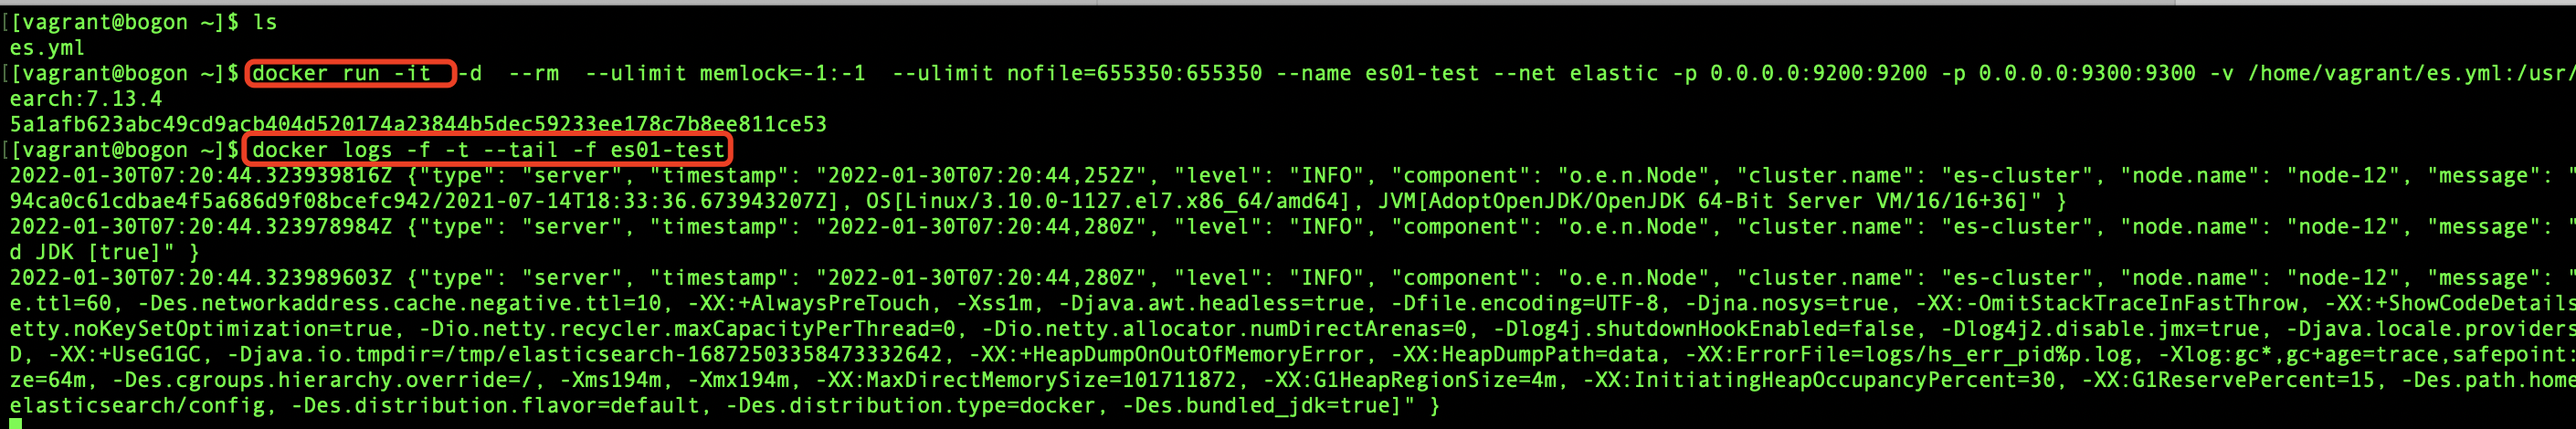 [[vagrant@bogon ~]$ ls
es.yml
[[vagrant@bogon ~]$ docker run -it -d  --rm  --ulimit memlock=-1:-1  --ulimit nofile=655350:655350 --name es01-test --net elastic -p 0.0.0.0:9200:9200 -p 0.0.0.0:9300:9300 -v /home/vagrant/es.yml:/usr/
earch:7.13.4
5a1afb623abc49cd9acb404d520174a23844b5dec59233ee178c7b8ee811ce53
[[vagrant@bogon ~]$ docker logs -f -t --tail -f es01-test
2022-01-30T07:20:44.323939816Z {"type": "server", "timestamp": "2022-01-30T07:20:44,252Z", "level": "INFO", "component": "o.e.n.Node", "cluster.name": "es-cluster", "node.name": "node-12", "message": "
94ca0c61cdbae4f5a686d9f08bcefc942/2021-07-14T18:33:36.673943207Z], OS[Linux/3.10.0-1127.el7.x86_64/amd64], JVM[AdoptOpenJDK/OpenJDK 64-Bit Server VM/16/16+36]" }
2022-01-30T07:20:44.323978984Z {"type": "server", "timestamp": "2022-01-30T07:20:44,280Z", "level": "INFO", "component": "o.e.n.Node", "cluster.name": "es-cluster", "node.name": "node-12", "message": "
d JDK [true]" }
2022-01-30T07:20:44.323989603Z {"type": "server", "timestamp": "2022-01-30T07:20:44,280Z", "level": "INFO", "component": "o.e.n.Node", "cluster.name": "es-cluster", "node.name": "node-12", "message": "
e.ttl=60, -Des.networkaddress.cache.negative.ttl=10, -XX:+AlwaysPreTouch, -Xss1m, -Djava.awt.headless=true, -Dfile.encoding=UTF-8, -Djna.nosys=true, -XX:-OmitStackTraceInFastThrow, -XX:+ShowCodeDetails
etty.noKeySetOptimization=true, -Dio.netty.recycler.maxCapacityPerThread=0, -Dio.netty.allocator.numDirectArenas=0, -Dlog4j.shutdownHookEnabled=false, -Dlog4j2.disable.jmx=true, -Djava.locale.providers
D, -XX:+UseG1GC, -Djava.io.tmpdir=/tmp/elasticsearch-16872503358473332642, -XX:+HeapDumpOnOutOfMemoryError, -XX:HeapDumpPath=data, -XX:ErrorFile=logs/hs_err_pid%p.log, -Xlog:gc*,gc+age=trace,safepoint:
ze=64m, -Des.cgroups.hierarchy.override=/, -Xms194m, -Xmx194m, -XX:MaxDirectMemorySize=101711872, -XX:G1HeapRegionSize=4m, -XX:InitiatingHeapOccupancyPercent=30, -XX:G1ReservePercent=15, -Des.path.home
elasticsearch/config, -Des.distribution.flavor=default, -Des.distribution.type=docker, -Des.bundled_jdk=true]" }